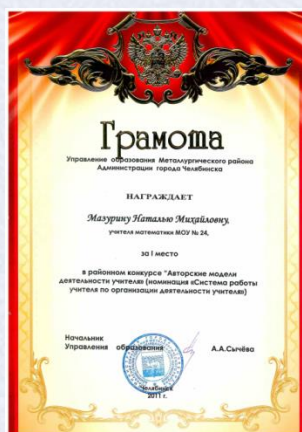 Грамота
Управление образования Металлургического района
Администрации города Челябинска
НАГРАЖДАЕТ
Мазурину Наталью Михайловну,
учителя математики МОУ № 24,
за I место
в районном конкурсе "Авторские модели
деятельности учителя» (номинация «Система работы
учителя по организации деятельности учителя»)
Начальник
Управления образования А.А.Сычёва
Челябинск
2011 г.